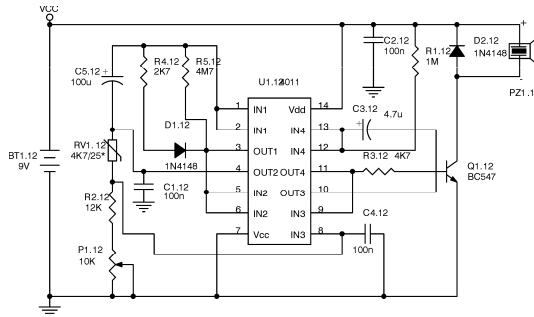 VCC
+
C2.12
100n
R1.12
1M
D2.12
1N4148
-
PZ1.1
C5.12
+
100u
R4.12
2K7
R5.12
4M7
C3.12
+
4.7u
1 IN1 Vdd 14
2 IN1 IN4 13
3 OUT1 IN4 12
4 OUT2 OUT4 11
5 IN2 OUT3 10
6 IN2 IN3 9
7 Vcc IN3 8
D1.12
1N4148
BT1.12
9V
RV1.12
4K7/25*
C1.12
100n
R3.12 4K7
Q1.12
BC547
R2.12
12K
C4.12
100n
P1.12
10K